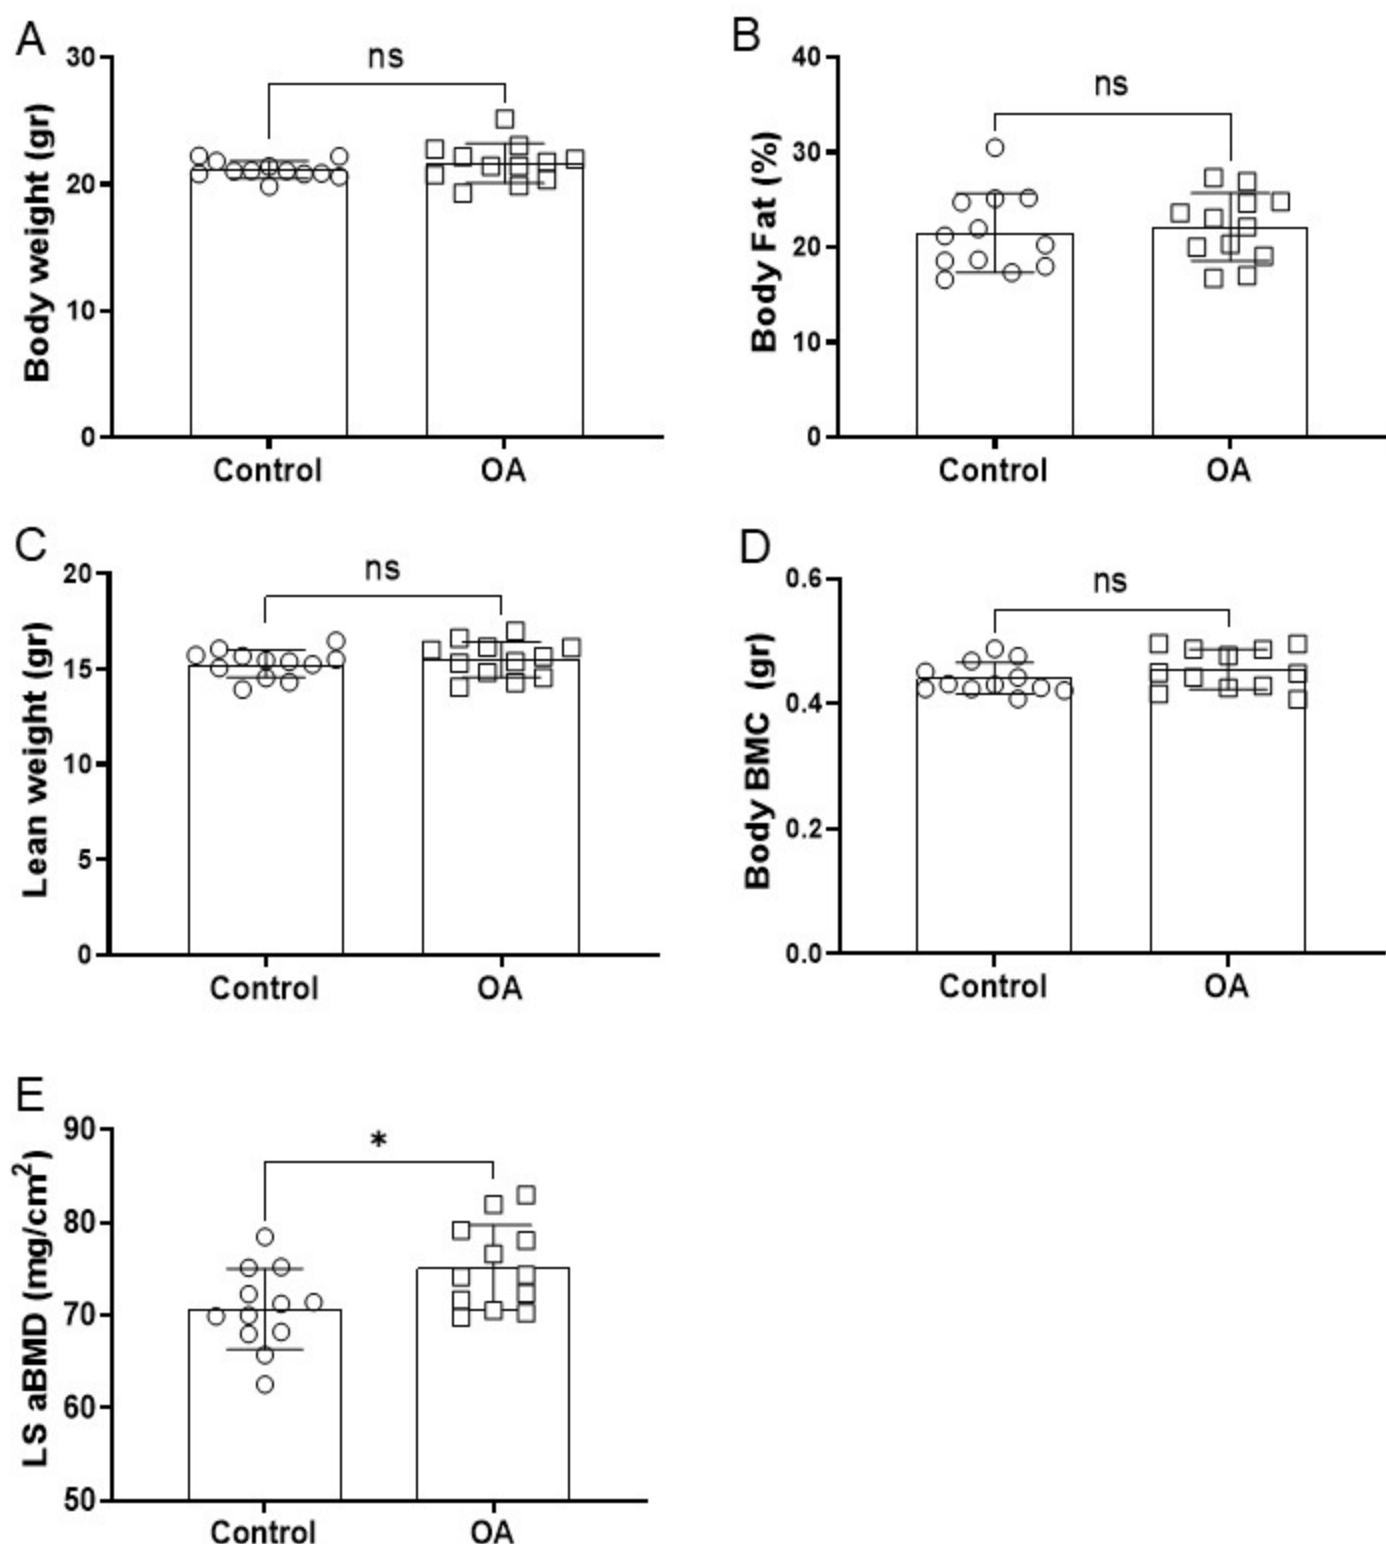 A
Body weight (gr)
30
20
10
0
ns
Control
OA
B
Body Fat (%)
40
30
20
10
0
ns
Control
OA
C
Lean weight (gr)
20
15
10
5
0
ns
Control
OA
D
Body BMC (gr)
0.6
0.4
0.2
0.0
ns
Control
OA
E
LS aBMD (mg/cm²)
90
80
70
60
50
*
Control
OA